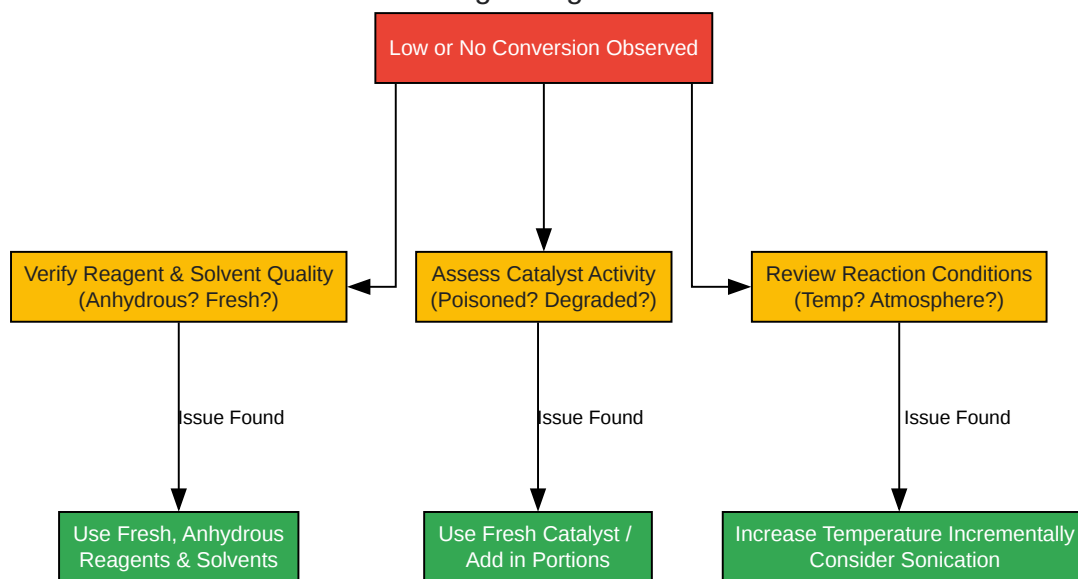 Low or No Conversion Observed
Verify Reagent & Solvent Quality
(Anhydrous? Fresh?)
Assess Catalyst Activity
(Poisoned? Degraded?)
Review Reaction Conditions
(Temp? Atmosphere?)
Issue Found
Issue Found
Issue Found
Use Fresh, Anhydrous
Reagents & Solvents
Use Fresh Catalyst /
Add in Portions
Increase Temperature Incrementally
Consider Sonication